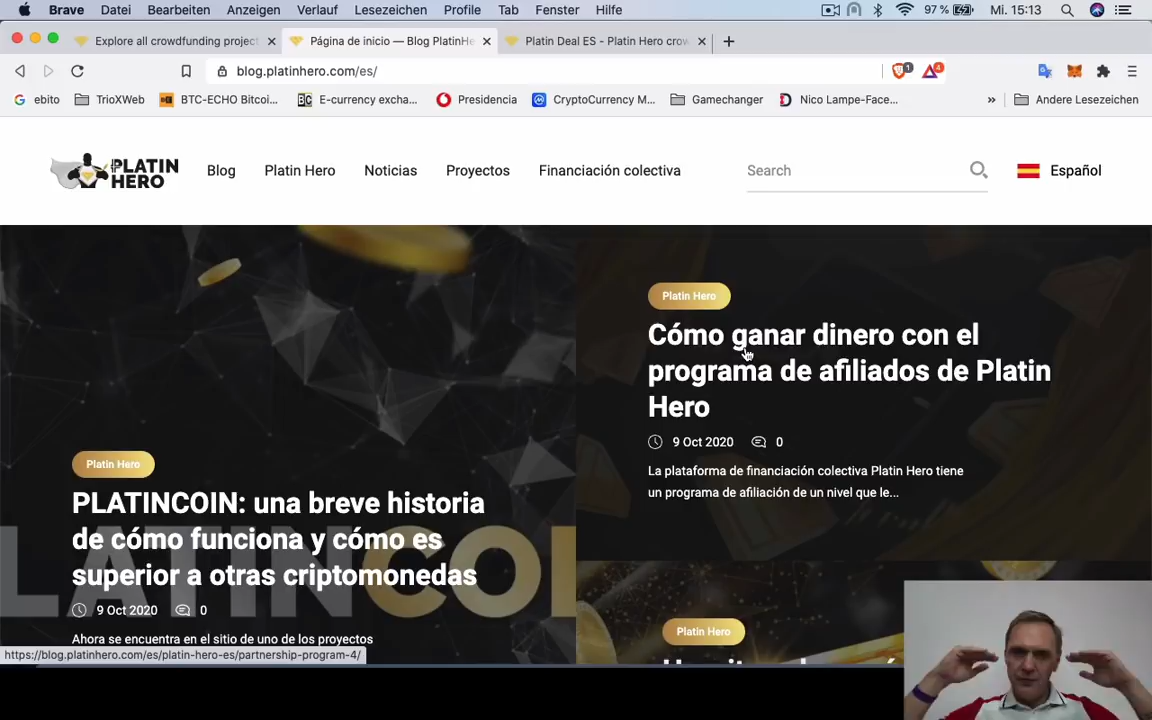 Brave Datei Bearbeiten Anzeigen Verlauf Lesezeichen Profile Tab Fenster Hilfe 97 % Mi. 15:13
Explore all crowdfunding project
Página de inicio — Blog PlatinHe
Platin Deal ES - Platin Hero crow
blog.platinhero.com/es/
1
4
ebito TrioXWeb BTC-ECHO Bitcoi... E-currency excha... Presidencia CryptoCurrency M... Gamechanger Nico Lampe-Face... » Andere Lesezeichen
PLATIN
HERO
Blog Platin Hero Noticias Proyectos Financiación colectiva Search Español
Platin Hero
Cómo ganar dinero con el
programa de afiliados de Platin
Hero
9 Oct 2020 0
La plataforma de financiación colectiva Platin Hero tiene
un programa de afiliación de un nivel que le...
Platin Hero
PLATINCOIN: una breve historia
de cómo funciona y cómo es
superior a otras criptomonedas
9 Oct 2020 0
Ahora se encuentra en el sitio de uno de los proyectos
https://blog.platinhero.com/es/platin-hero-es/partnership-program-4/
Platin Hero